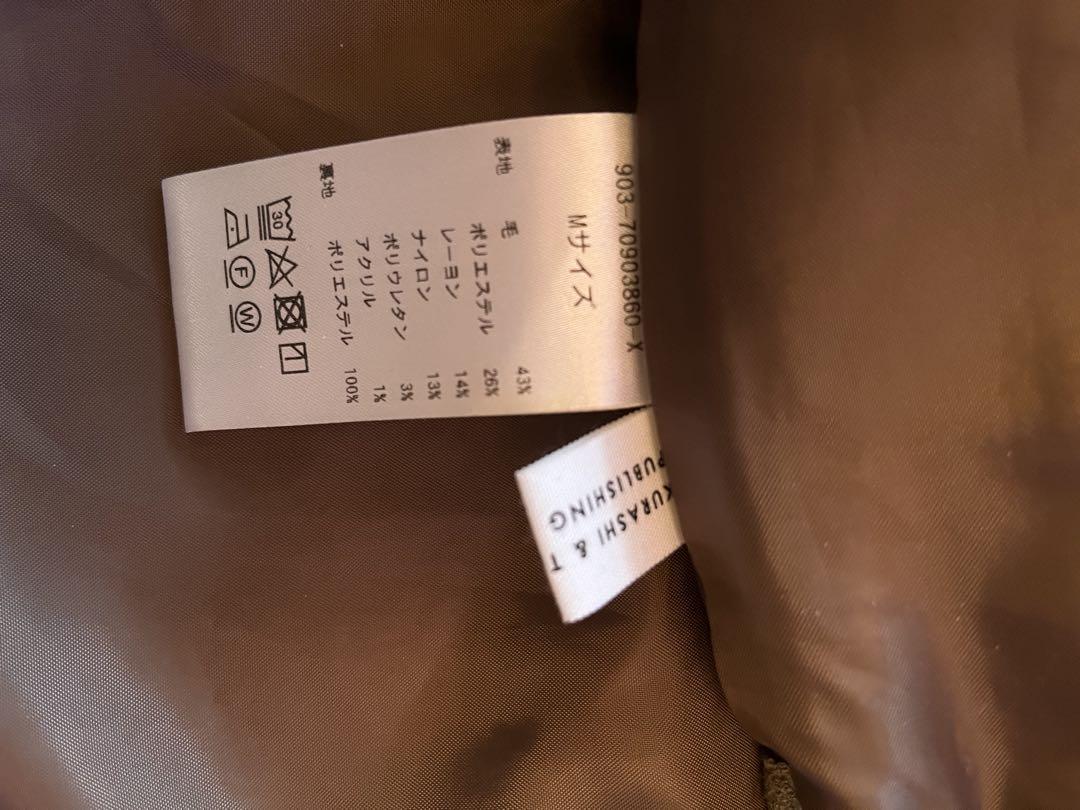 903-70903860-X
Mサイズ
表地 毛 43%
ポリエステル 26%
レーヨン 14%
ナイロン 13%
ポリウレタン 3%
アクリル 1%
裏地 ポリエステル 100%
30
F W
KURASHI & T
PUBLISHING